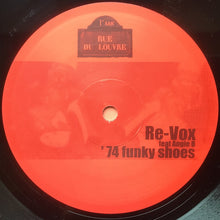 1er ARR
RUE
DU LOUVRE
Re-Vox
feat Angie B
'74 funky shoes